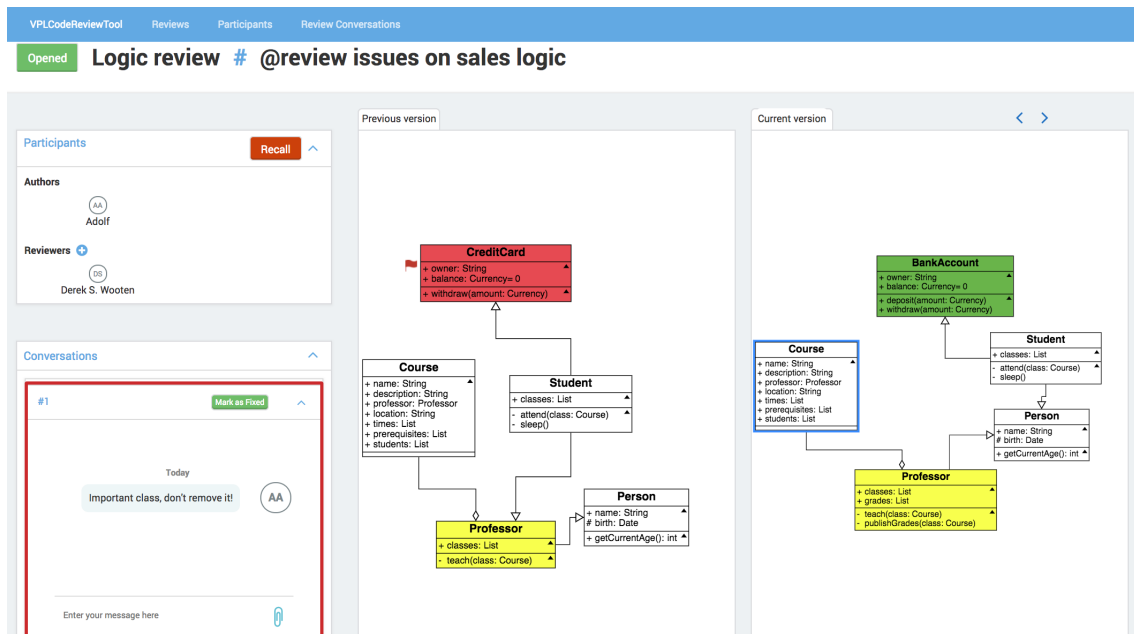 VPLCodeReviewTool Reviews Participants Review Conversations
Opened Logic review # @review issues on sales logic
Participants Recall
Authors
AA
Adolf
Reviewers
DS
Derek S. Wooten
Conversations
#1 Mark as Fixed
Today
Important class, don't remove it! AA
Enter your message here
Previous version
CreditCard
+ owner: String
+ balance: Currency= 0
+ withdraw(amount: Currency)
Course
+ name: String
+ description: String
+ professor: Professor
+ location: String
+ times: List
+ prerequisites: List
+ students: List
Student
+ classes: List
- attend(class: Course)
- sleep()
Person
+ name: String
# birth: Date
+ getCurrentAge(): int
Professor
+ classes: List
- teach(class: Course)
Current version
BankAccount
+ owner: String
+ balance: Currency= 0
+ deposit(amount: Currency)
+ withdraw(amount: Currency)
Course
+ name: String
+ description: String
+ professor: Professor
+ location: String
+ times: List
+ prerequisites: List
+ students: List
Student
+ classes: List
- attend(class: Course)
- sleep()
Person
+ name: String
# birth: Date
+ getCurrentAge(): int
Professor
+ classes: List
+ grades: List
- teach(class: Course)
- publishGrades(class: Course)